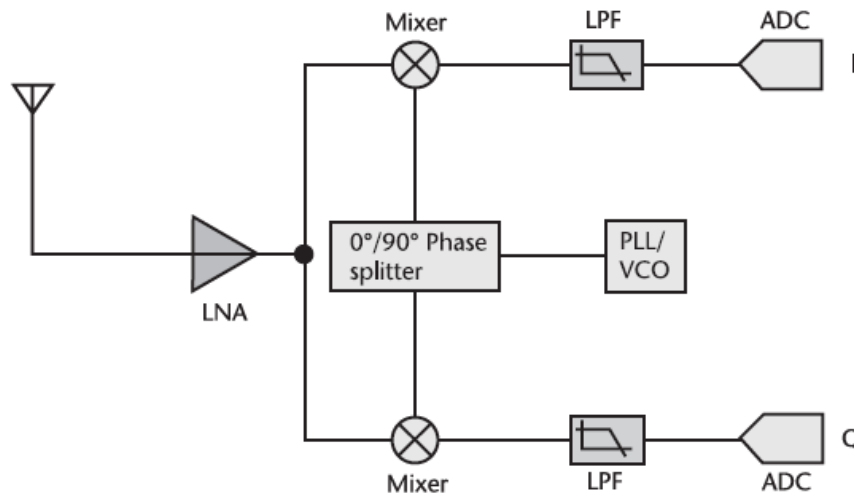 Mixer
LPF
ADC
I
0°/90° Phase
splitter
PLL/
VCO
LNA
Q
Mixer
LPF
ADC